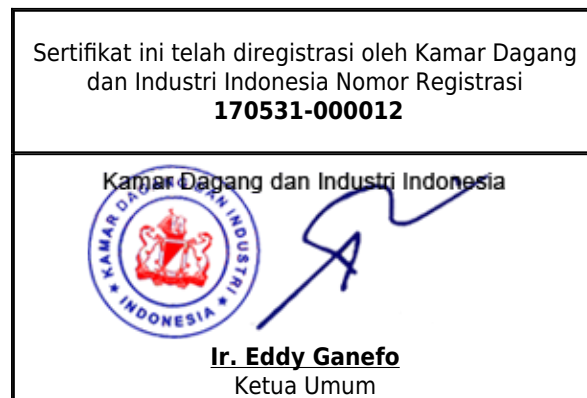 Sertifikat ini telah diregistrasi oleh Kamar Dagang
dan Industri Indonesia Nomor Registrasi
170531-000012
Kamar Dagang dan Industri Indonesia
KAMAR DAGANG DAN INDUSTRI
INDONESIA
Ir. Eddy Ganefo
Ketua Umum